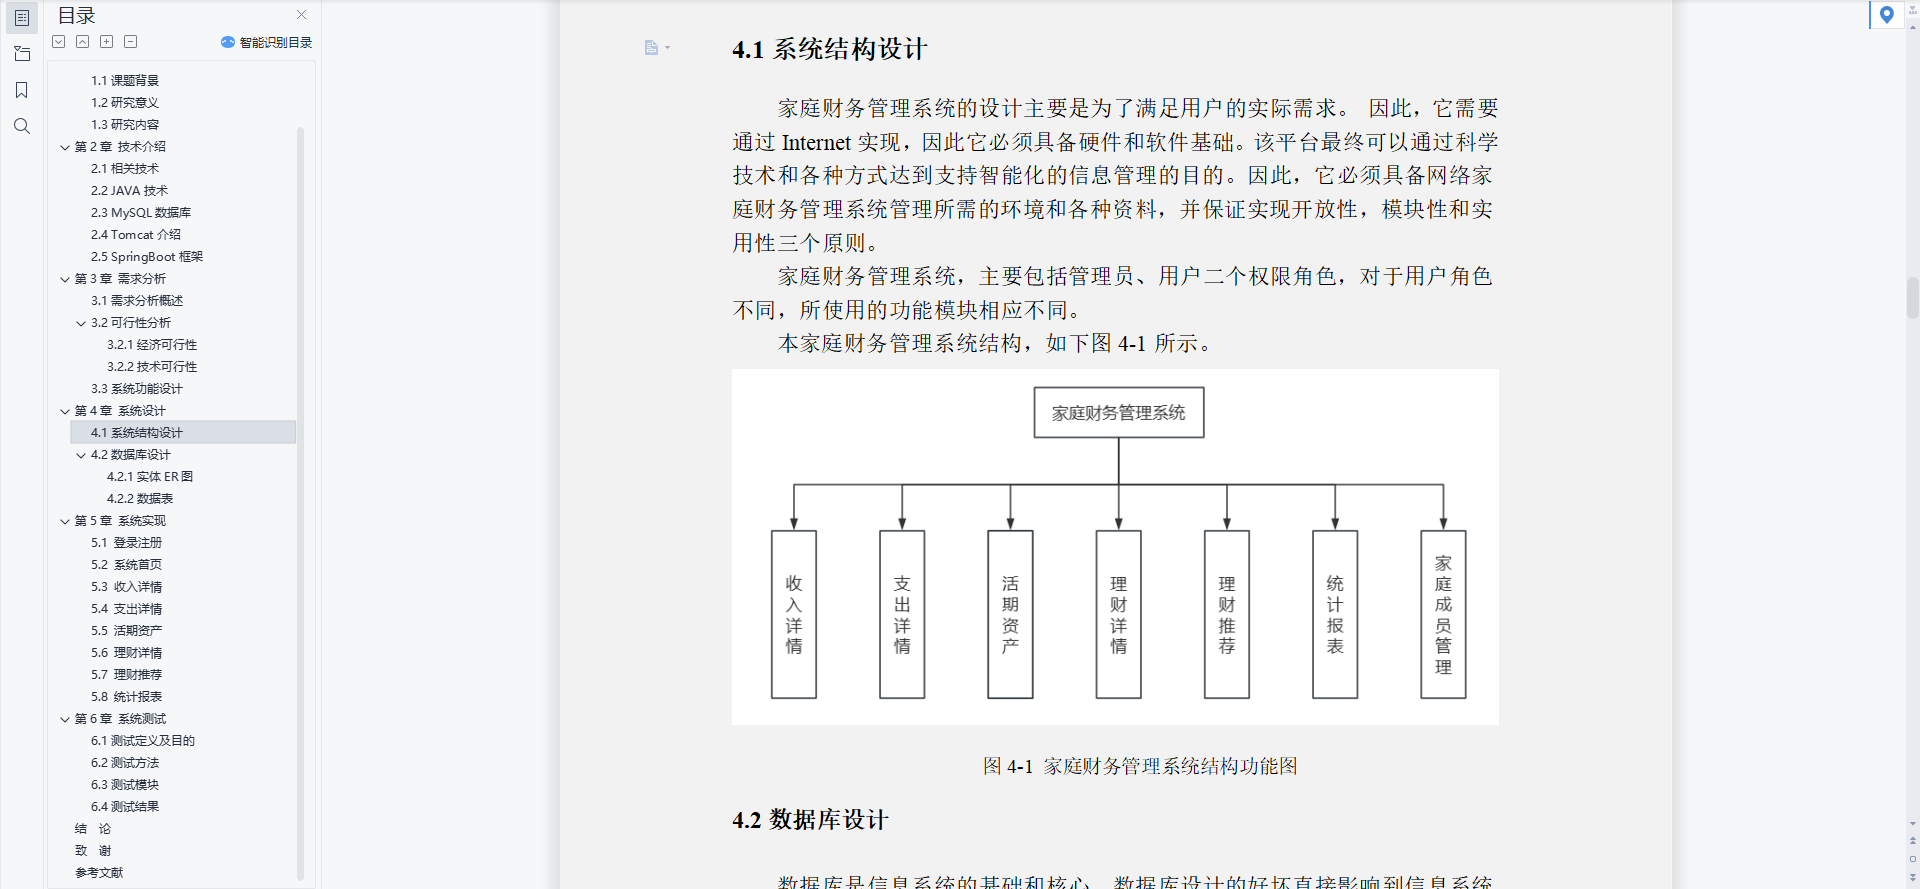 目录
智能识别目录
1.1 课题背景
1.2 研究意义
1.3 研究内容
第 2 章 技术介绍
2.1 相关技术
2.2 JAVA 技术
2.3 MySQL 数据库
2.4 Tomcat 介绍
2.5 SpringBoot 框架
第 3 章 需求分析
3.1 需求分析概述
3.2 可行性分析
3.2.1 经济可行性
3.2.2 技术可行性
3.3 系统功能设计
第 4 章 系统设计
4.1 系统结构设计
4.2 数据库设计
4.2.1 实体 ER 图
4.2.2 数据表
第 5 章 系统实现
5.1 登录注册
5.2 系统首页
5.3 收入详情
5.4 支出详情
5.5 活期资产
5.6 理财详情
5.7 理财推荐
5.8 统计报表
第 6 章 系统测试
6.1 测试定义及目的
6.2 测试方法
6.3 测试模块
6.4 测试结果
结 论
致 谢
参考文献
4.1 系统结构设计
家庭财务管理系统的设计主要是为了满足用户的实际需求。 因此，它需要
通过 Internet 实现，因此它必须具备硬件和软件基础。该平台最终可以通过科学
技术和各种方式达到支持智能化的信息管理的目的。因此，它必须具备网络家
庭财务管理系统管理所需的环境和各种资料，并保证实现开放性，模块性和实
用性三个原则。
家庭财务管理系统，主要包括管理员、用户二个权限角色，对于用户角色
不同，所使用的功能模块相应不同。
本家庭财务管理系统结构，如下图 4-1 所示。
家庭财务管理系统
收入详情
支出详情
活期资产
理财详情
理财推荐
统计报表
家庭成员管理
图 4-1 家庭财务管理系统结构功能图
4.2 数据库设计
数据库是信息系统的基础和核心，数据库设计的好坏直接影响到信息系统